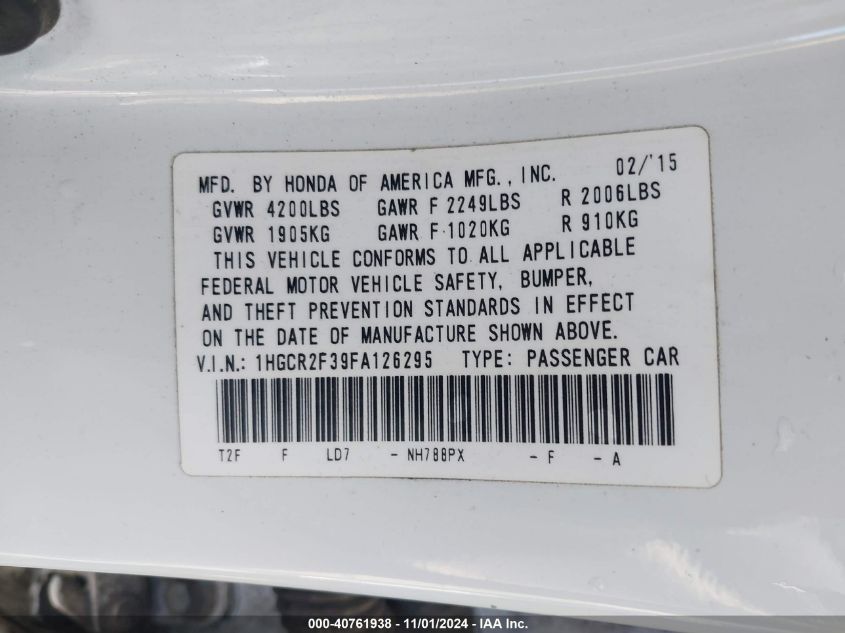 MFD. BY HONDA OF AMERICA MFG., INC. 02/'15
GVWR 4200LBS GAWR F 2249LBS R 2006LBS
GVWR 1905KG GAWR F 1020KG R 910KG
THIS VEHICLE CONFORMS TO ALL APPLICABLE
FEDERAL MOTOR VEHICLE SAFETY, BUMPER,
AND THEFT PREVENTION STANDARDS IN EFFECT
ON THE DATE OF MANUFACTURE SHOWN ABOVE.
V.I.N.: 1HGCR2F39FA126295 TYPE: PASSENGER CAR
T2F F LD7 - NH788PX - F - A
000-40761938 - 11/01/2024 - IAA Inc.